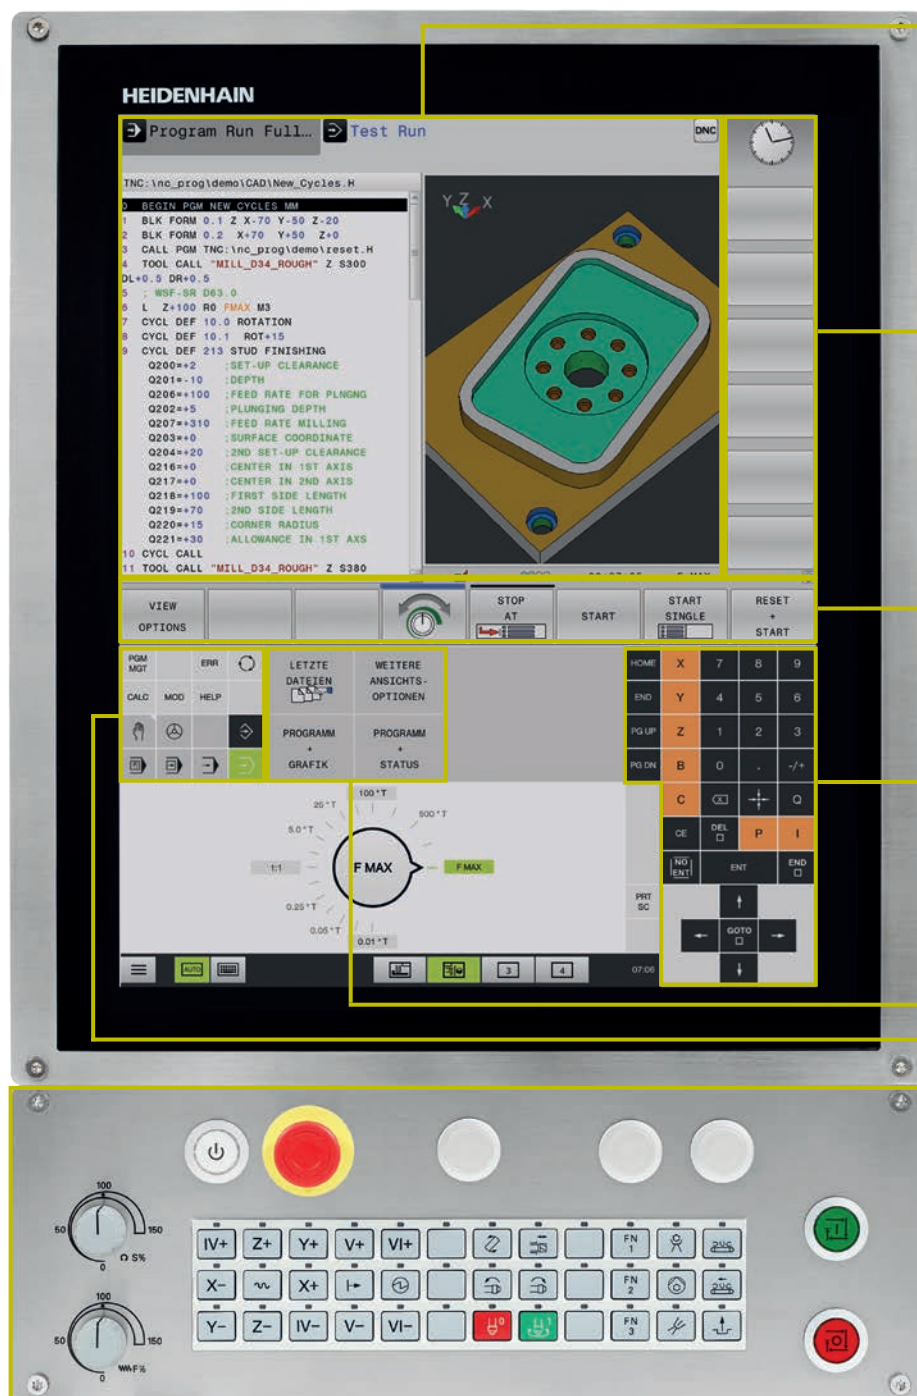 HEIDENHAIN
Program Run Full...
Test Run
DNC
TNC:\nc_prog\demo\CAD\New_Cycles.H
0 BEGIN PGM NEW_CYCLES MM
1 BLK FORM 0.1 Z X-70 Y-50 Z-20
2 BLK FORM 0.2 X+70 Y+50 Z+0
3 CALL PGM TNC:\nc_prog\demo\reset.H
4 TOOL CALL "MILL_D34_ROUGH" Z S300
DL+0.5 DR+0.5
5 ; WSF-SR D63.0
6 L Z+100 R0 FMAX M3
7 CYCL DEF 10.0 ROTATION
8 CYCL DEF 10.1 ROT+15
9 CYCL DEF 213 STUD FINISHING
Q200=+2 ;SET-UP CLEARANCE
Q201=-10 ;DEPTH
Q206=+100 ;FEED RATE FOR PLNGNG
Q202=+5 ;PLUNGING DEPTH
Q207=+310 ;FEED RATE MILLING
Q203=+0 ;SURFACE COORDINATE
Q204=+20 ;2ND SET-UP CLEARANCE
Q216=+0 ;CENTER IN 1ST AXIS
Q217=+0 ;CENTER IN 2ND AXIS
Q218=+100 ;FIRST SIDE LENGTH
Q219=+70 ;2ND SIDE LENGTH
Q220=+15 ;CORNER RADIUS
Q221=+30 ;ALLOWANCE IN 1ST AXS
10 CYCL CALL
11 TOOL CALL "MILL_D34_ROUGH" Z S380
Y Z X
VIEW
OPTIONS
STOP
AT
START
START
SINGLE
RESET
+
START
PGM
MGT
ERR
CALC MOD HELP
LETZTE
DATEIEN
WEITERE
ANSICHTS-
OPTIONEN
PROGRAMM
+
GRAFIK
PROGRAMM
+
STATUS
HOME X 7 8 9
END Y 4 5 6
PG UP Z 1 2 3
PG DN B 0 . -/+
C X Q
CE DEL P I
NO
ENT
ENT
END
GOTO
PRT
SC
100 *T
25 *T
500 *T
5.0 *T
1:1
F MAX
F MAX
0.25 *T
0.05 *T
0.01 *T
AUTO
3
4
07:06
100
50
150
0
S%
100
50
150
0
F%
IV+ Z+ Y+ V+ VI+ FN 1
X- X+ FN 2
Y- Z- IV- V- VI- 0 1 FN 3